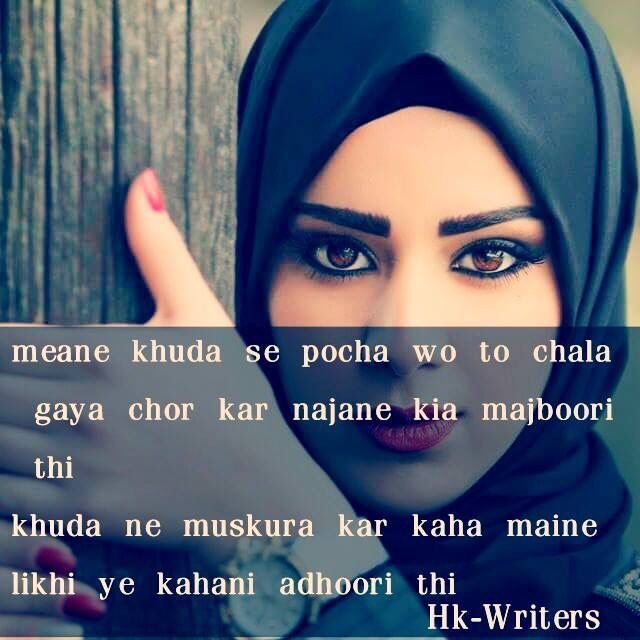 meane khuda se pocha wo to chala
gaya chor kar najane kia majboori
thi
khuda ne muskura kar kaha maine
likhi ye kahani adhoori thi
Hk-Writers